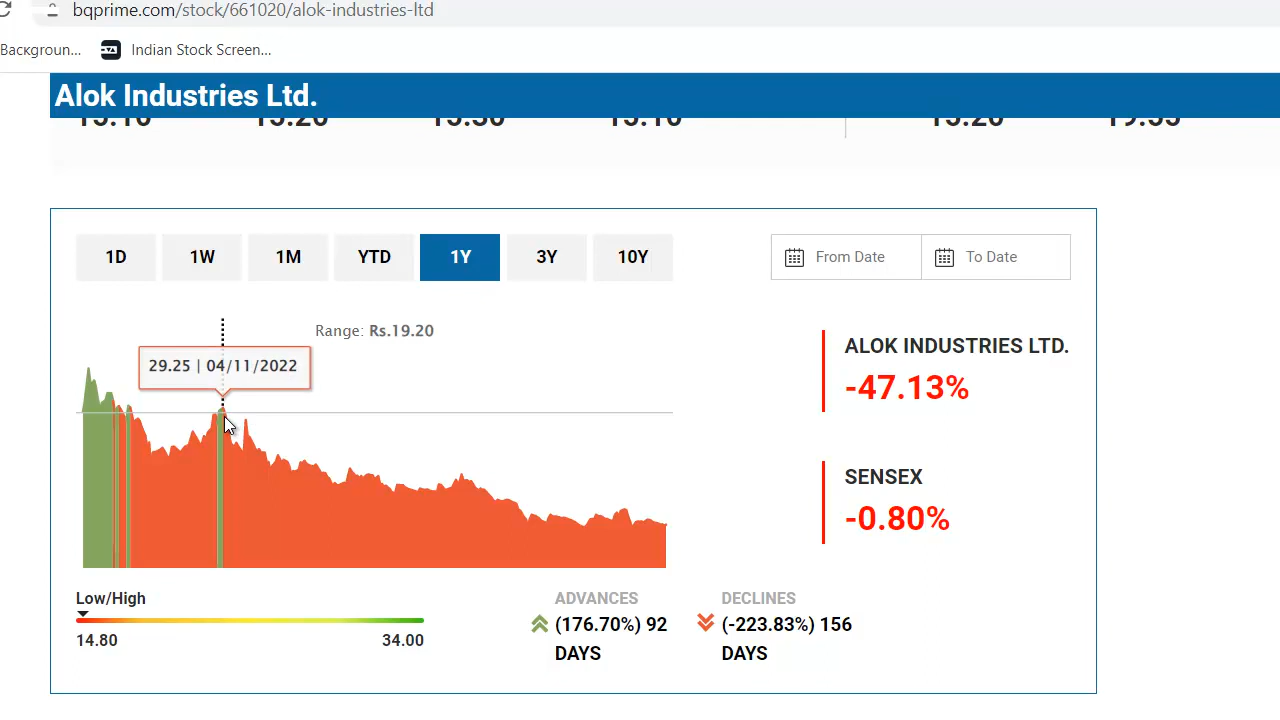 bqprime.com/stock/661020/alok-industries-ltd
Backgroun... Indian Stock Screen...
Alok Industries Ltd.
1D 1W 1M YTD 1Y 3Y 10Y From Date To Date
Range: Rs.19.20
29.25 | 04/11/2022
ALOK INDUSTRIES LTD.
-47.13%
SENSEX
-0.80%
Low/High
14.80 34.00
ADVANCES
(176.70%) 92
DAYS
DECLINES
(-223.83%) 156
DAYS